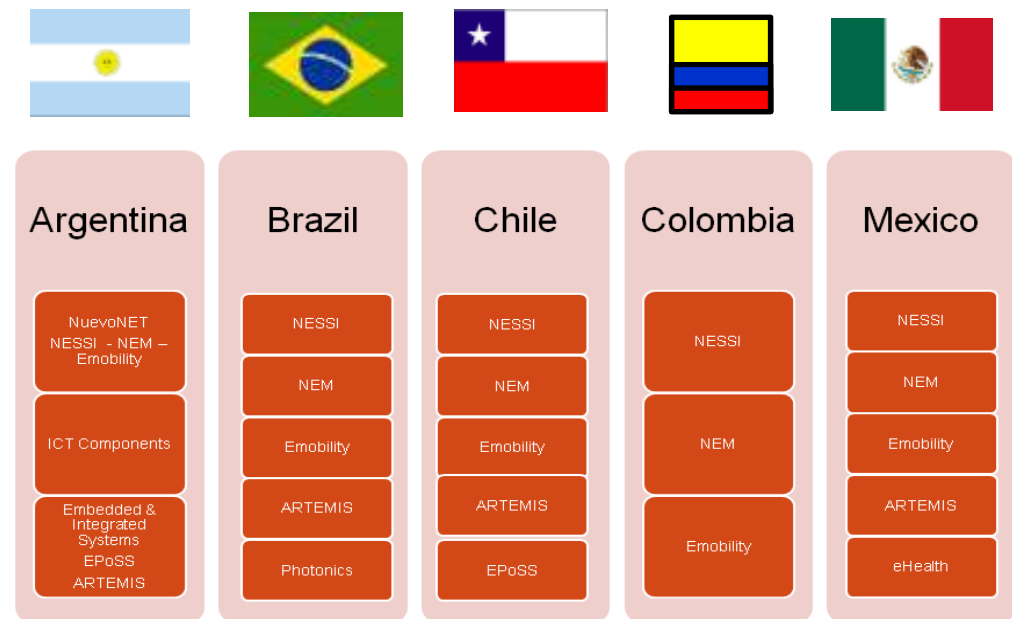 Argentina
NuevoNET
NESSI - NEM –
Emobility
ICT Components
Embedded &
Integrated
Systems
EPoSS
ARTEMIS
Brazil
NESSI
NEM
Emobility
ARTEMIS
Photonics
Chile
NESSI
NEM
Emobility
ARTEMIS
EPoSS
Colombia
NESSI
NEM
Emobility
Mexico
NESSI
NEM
Emobility
ARTEMIS
eHealth